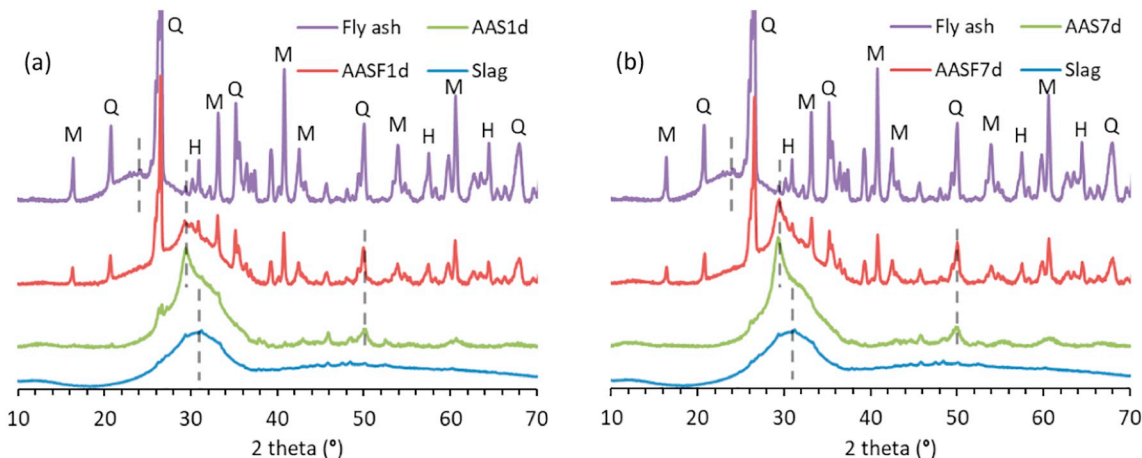 (a)
Fly ash
AAS1d
AASF1d
Slag
Q
M
Q
M
Q
M
Q
M
H
M
M
H
H
Q
10 20 30 40 50 60 70
2 theta (°)
(b)
Fly ash
AAS7d
AASF7d
Slag
Q
M
Q
M
Q
M
Q
M
H
M
M
H
H
Q
10 20 30 40 50 60 70
2 theta (°)